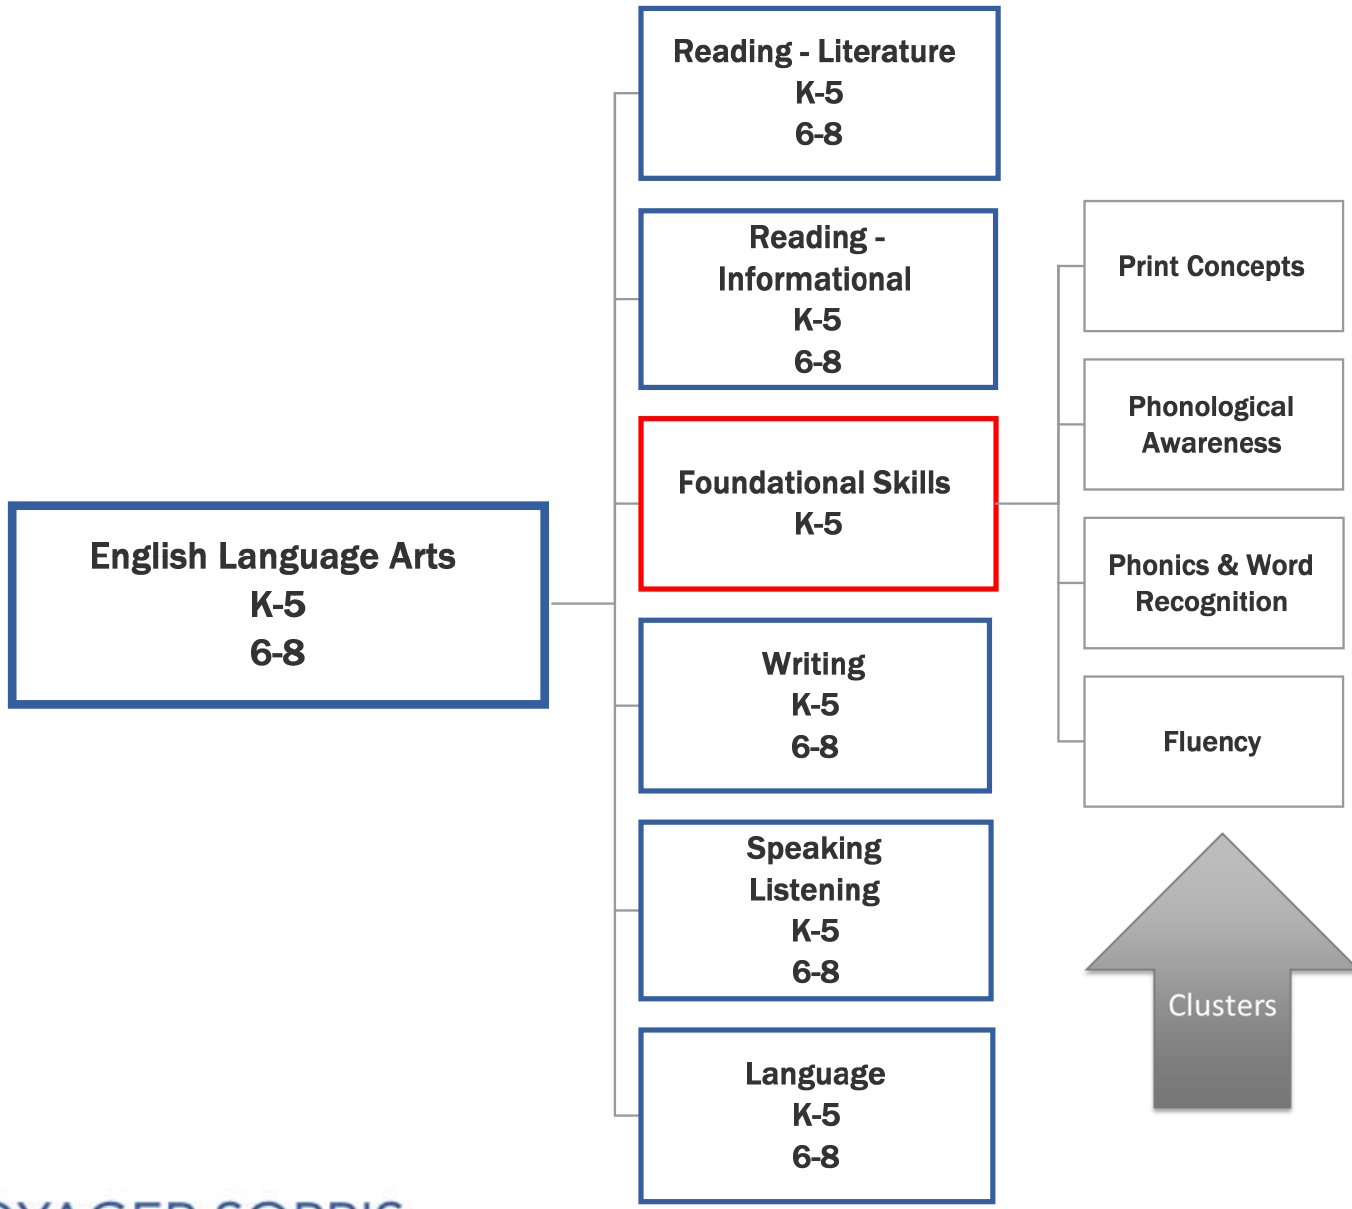 Reading - Literature
K-5
6-8
Reading -
Informational
K-5
6-8
Print Concepts
Phonological
Awareness
Foundational Skills
K-5
English Language Arts
K-5
6-8
Phonics & Word
Recognition
Writing
K-5
6-8
Fluency
Speaking
Listening
K-5
6-8
Clusters
Language
K-5
6-8